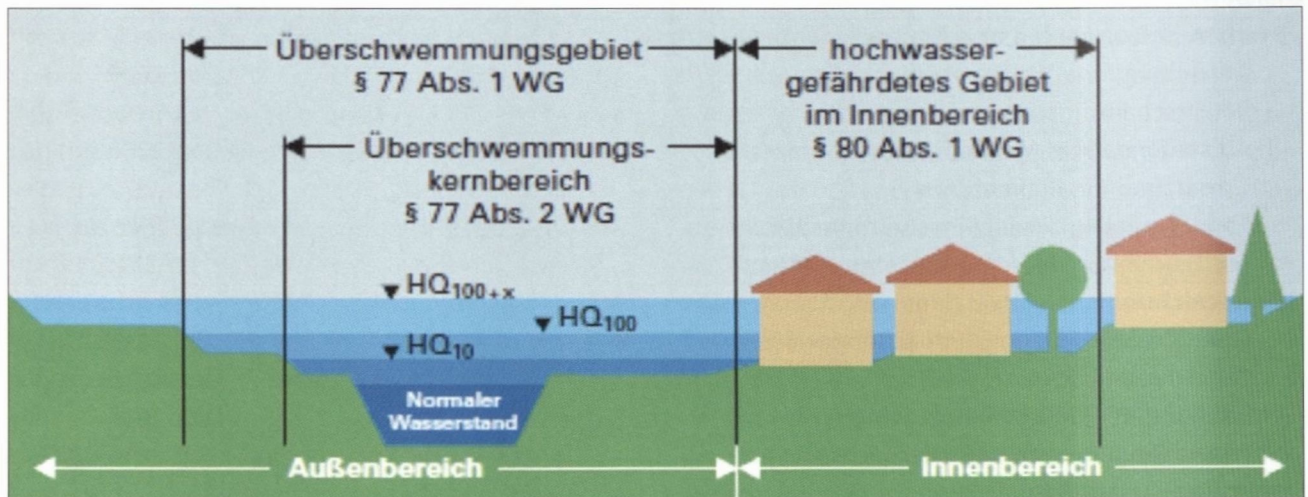 Überschwemmungsgebiet
§ 77 Abs. 1 WG
hochwasser-
gefährdetes Gebiet
im Innenbereich
§ 80 Abs. 1 WG
Überschwemmungs-
kernbereich
§ 77 Abs. 2 WG
HQ100+x
HQ100
HQ10
Normaler
Wasserstand
Außenbereich
Innenbereich